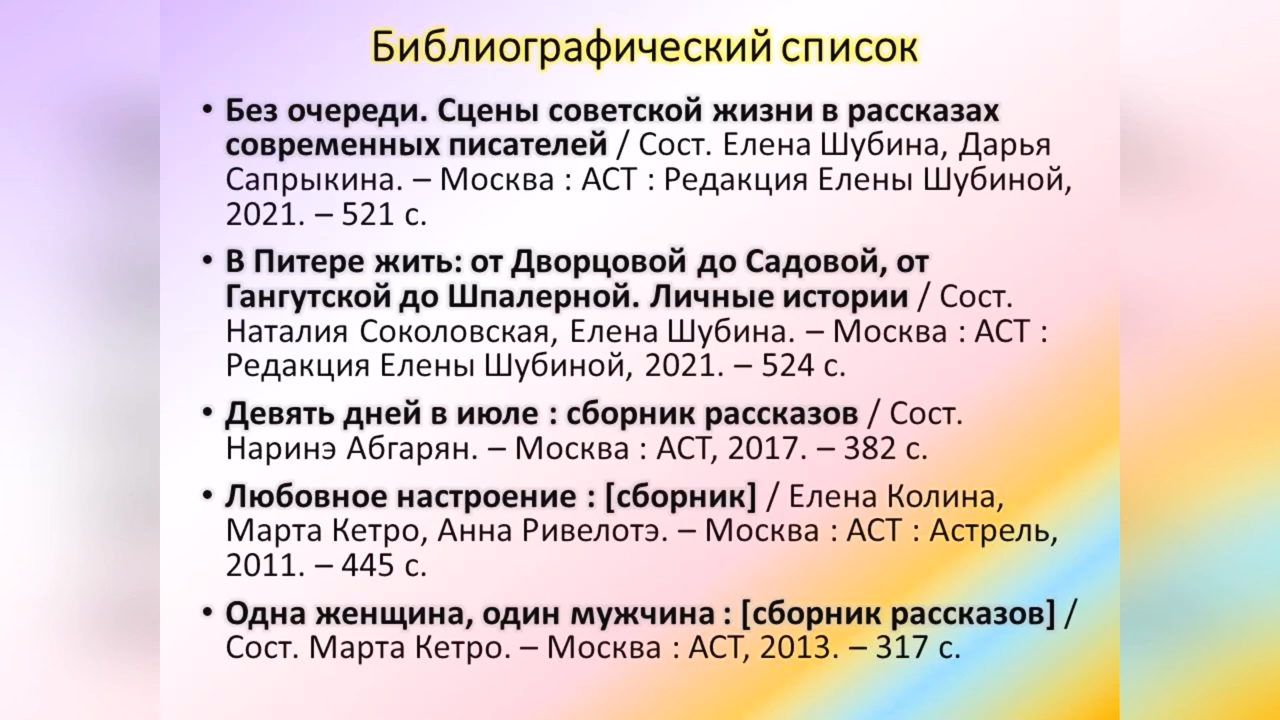 Библиографический список
• Без очереди. Сцены советской жизни в рассказах
современных писателей / Сост. Елена Шубина, Дарья
Сапрыкина. – Москва : АСТ : Редакция Елены Шубиной,
2021. – 521 с.
• В Питере жить: от Дворцовой до Садовой, от
Гангутской до Шпалерной. Личные истории / Сост.
Наталия Соколовская, Елена Шубина. – Москва : АСТ :
Редакция Елены Шубиной, 2021. – 524 с.
• Девять дней в июле : сборник рассказов / Сост.
Наринэ Абгарян. – Москва : АСТ, 2017. – 382 с.
• Любовное настроение : [сборник] / Елена Колина,
Марта Кетро, Анна Ривелотэ. – Москва : АСТ : Астрель,
2011. – 445 с.
• Одна женщина, один мужчина : [сборник рассказов] /
Сост. Марта Кетро. – Москва : АСТ, 2013. – 317 с.